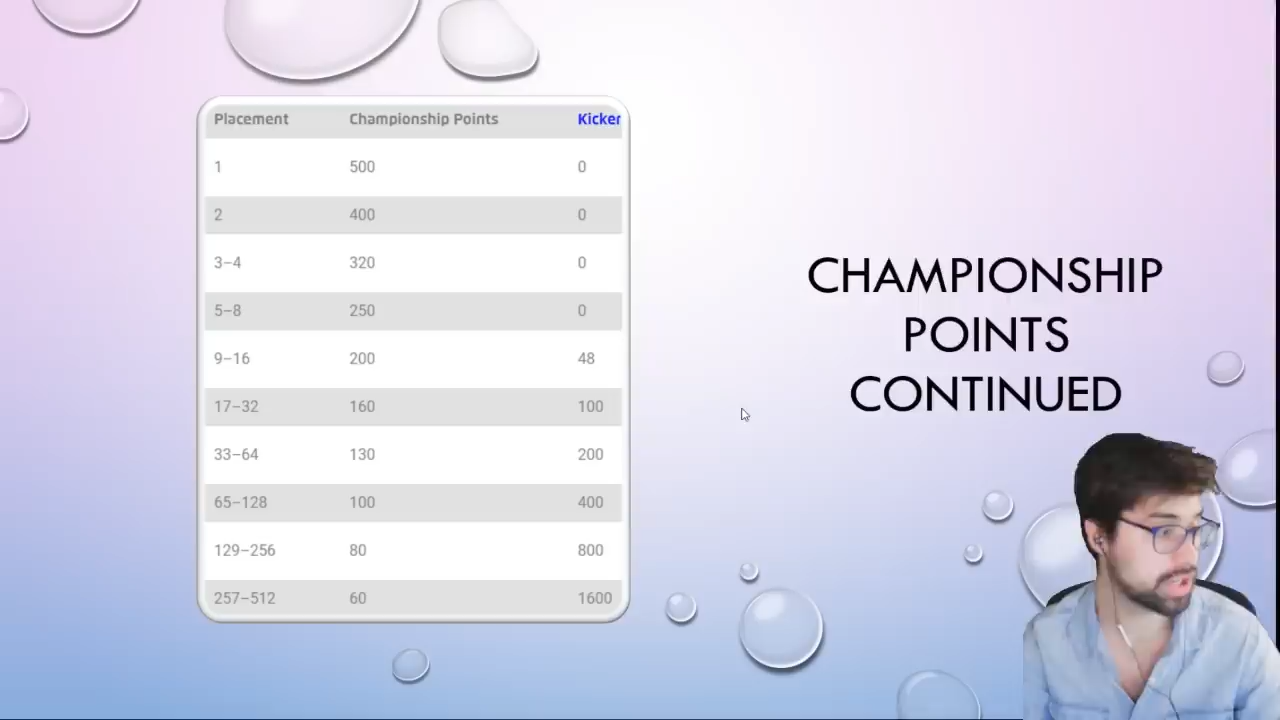 Placement Championship Points Kicker
1 500 0
2 400 0
3–4 320 0
5–8 250 0
9–16 200 48
17–32 160 100
33–64 130 200
65–128 100 400
129–256 80 800
257–512 60 1600
CHAMPIONSHIP
POINTS
CONTINUED